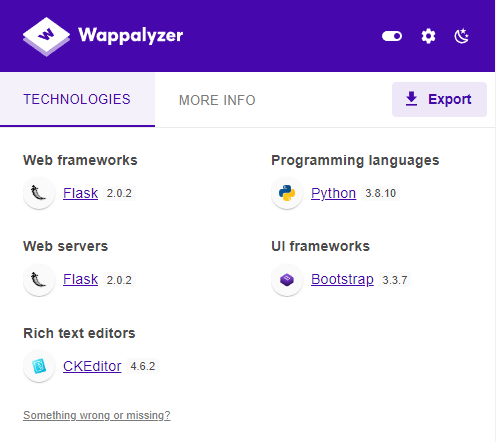 Wappalyzer
TECHNOLOGIES
MORE INFO
Export
Web frameworks
Flask 2.0.2
Programming languages
Python 3.8.10
Web servers
Flask 2.0.2
UI frameworks
Bootstrap 3.3.7
Rich text editors
CKEditor 4.6.2
Something wrong or missing?